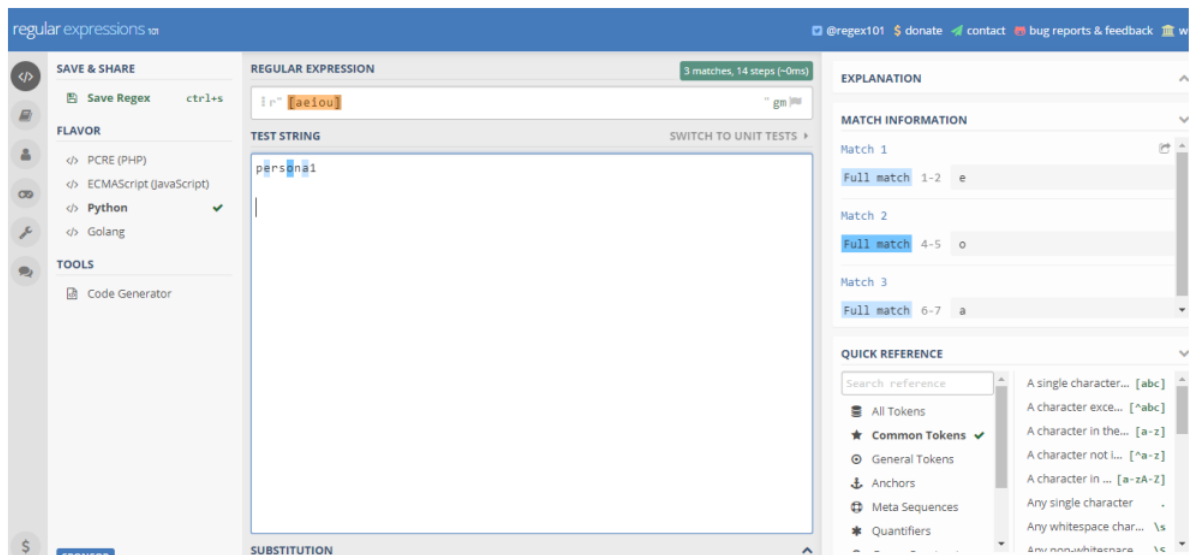 regular expressions 101
@regex101 $ donate contact bug reports & feedback w
SAVE & SHARE
Save Regex ctrl+s
FLAVOR
</> PCRE (PHP)
</> ECMAScript (JavaScript)
</> Python
</> Golang
TOOLS
Code Generator
$
SPONSOR
REGULAR EXPRESSION
3 matches, 14 steps (~0ms)
r" [aeiou] " gm
TEST STRING
SWITCH TO UNIT TESTS
persona1
SUBSTITUTION
EXPLANATION
MATCH INFORMATION
Match 1
Full match 1-2 e
Match 2
Full match 4-5 o
Match 3
Full match 6-7 a
QUICK REFERENCE
Search reference
All Tokens
Common Tokens
General Tokens
Anchors
Meta Sequences
Quantifiers
A single character... [abc]
A character exce... [^abc]
A character in the... [a-z]
A character not i... [^a-z]
A character in ... [a-zA-Z]
Any single character .
Any whitespace char... \s
Any non-whitespace \S